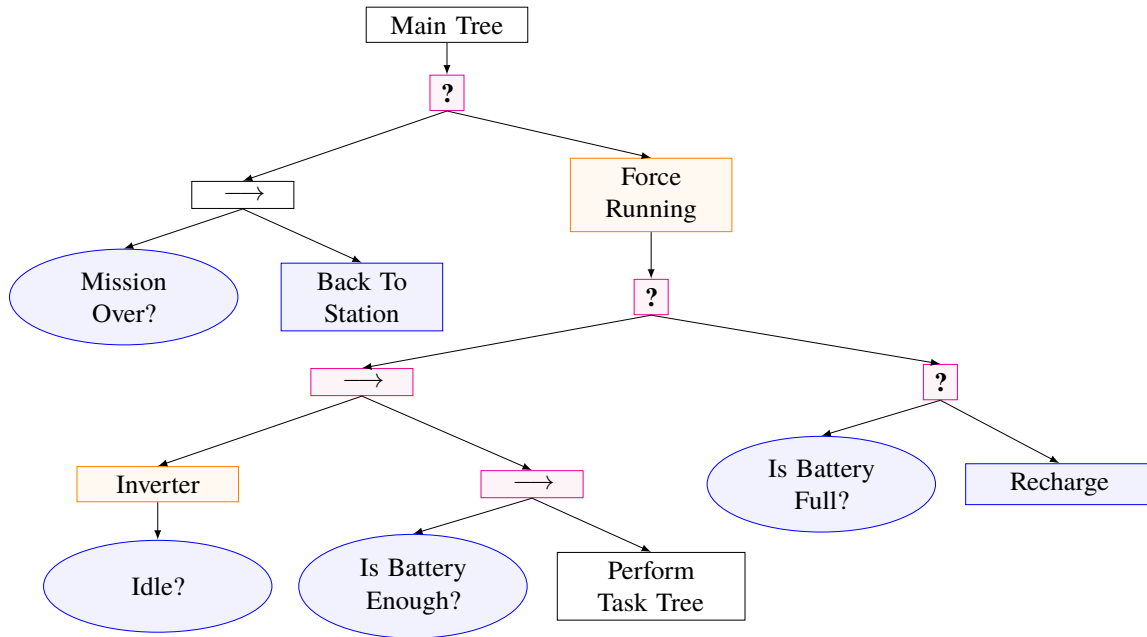 Main Tree
?
⟶
Force
Running
Mission
Over?
Back To
Station
?
⟶
?
Inverter
⟶
Is Battery
Full?
Recharge
Idle?
Is Battery
Enough?
Perform
Task Tree